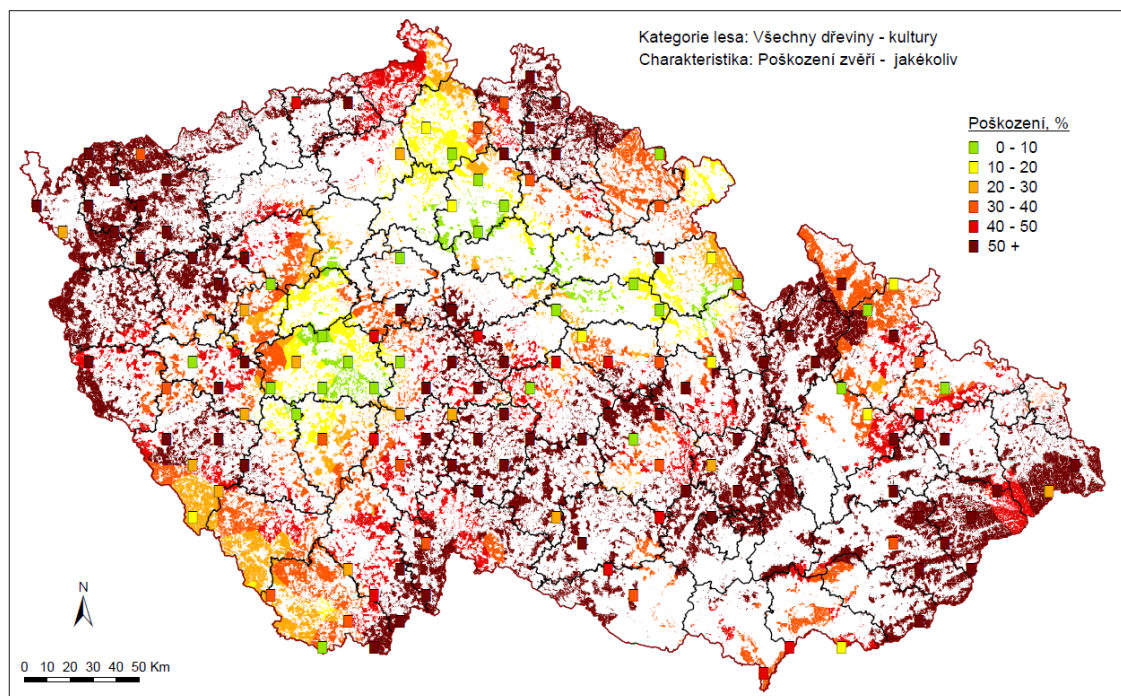 Kategorie lesa: Všechny dřeviny - kultury
Charakteristika: Poškození zvěří - jakékoliv
Poškození, %
0 - 10
10 - 20
20 - 30
30 - 40
40 - 50
50 +
N
0 10 20 30 40 50 Km